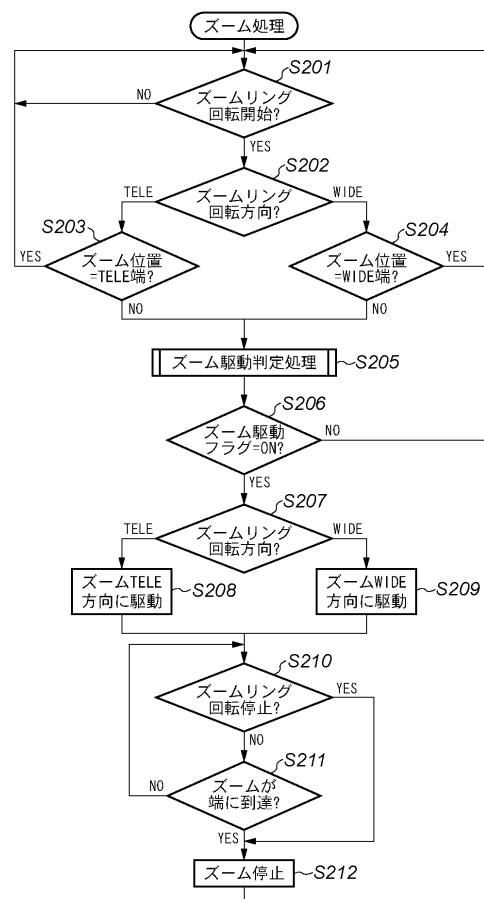 ズーム処理
S201
ズームリング
回転開始?
NO
YES
S202
ズームリング
回転方向?
TELE
WIDE
S203
ズーム位置
=TELE端?
YES
NO
S204
ズーム位置
=WIDE端?
YES
NO
ズーム駆動判定処理
S205
S206
ズーム駆動
フラグ=ON?
NO
YES
S207
ズームリング
回転方向?
TELE
WIDE
ズームTELE
方向に駆動
S208
ズームWIDE
方向に駆動
S209
S210
ズームリング
回転停止?
YES
NO
S211
ズームが
端に到達?
NO
YES
ズーム停止
S212